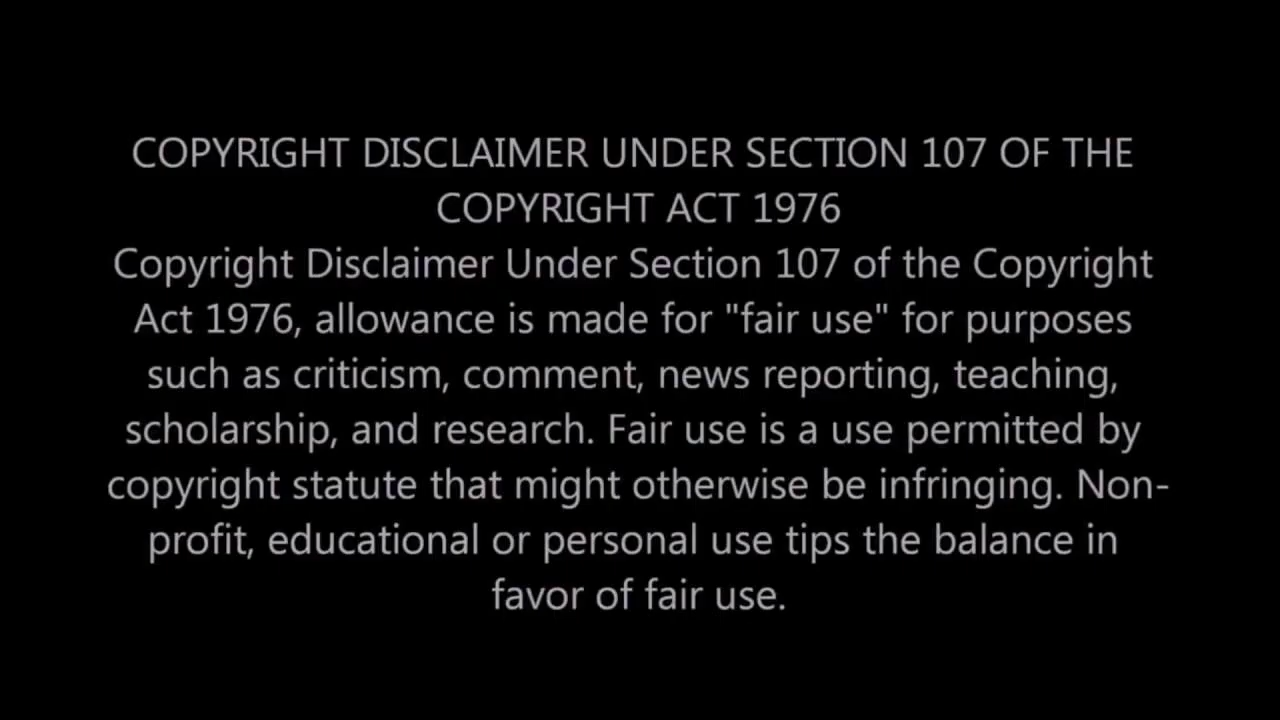 COPYRIGHT DISCLAIMER UNDER SECTION 107 OF THE
COPYRIGHT ACT 1976
Copyright Disclaimer Under Section 107 of the Copyright
Act 1976, allowance is made for "fair use" for purposes
such as criticism, comment, news reporting, teaching,
scholarship, and research. Fair use is a use permitted by
copyright statute that might otherwise be infringing. Non-
profit, educational or personal use tips the balance in
favor of fair use.